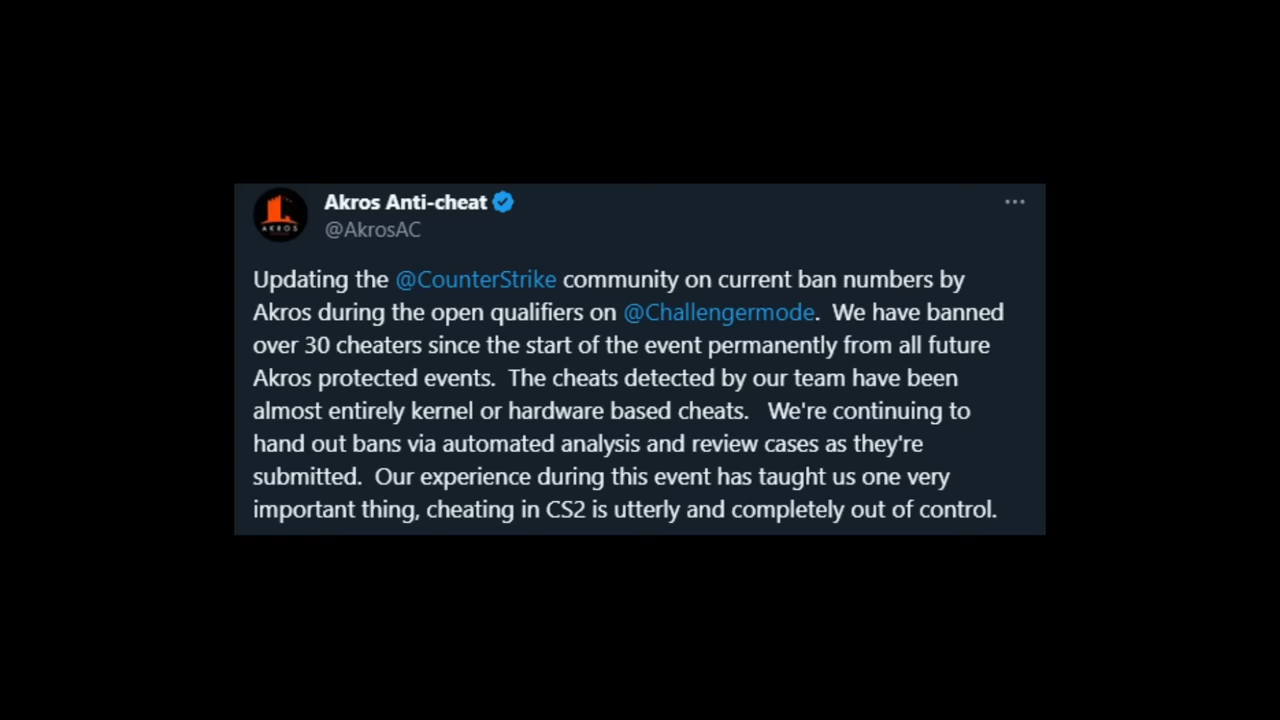 Akros Anti-cheat
@AkrosAC
Updating the @CounterStrike community on current ban numbers by
Akros during the open qualifiers on @Challengermode.  We have banned
over 30 cheaters since the start of the event permanently from all future
Akros protected events.  The cheats detected by our team have been
almost entirely kernel or hardware based cheats.   We're continuing to
hand out bans via automated analysis and review cases as they're
submitted.  Our experience during this event has taught us one very
important thing, cheating in CS2 is utterly and completely out of control.
AKROS